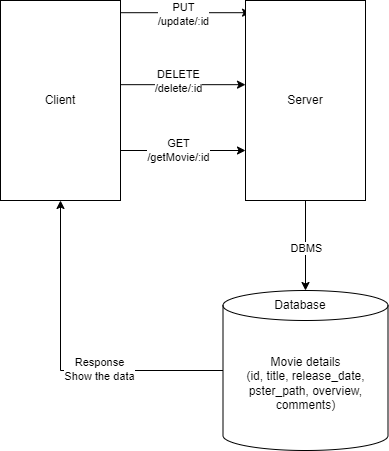 PUT
/update/:id
DELETE
/delete/:id
Client
Server
GET
/getMovie/:id
DBMS
Database
Movie details
(id, title, release_date,
pster_path, overview,
comments)
Response
Show the data